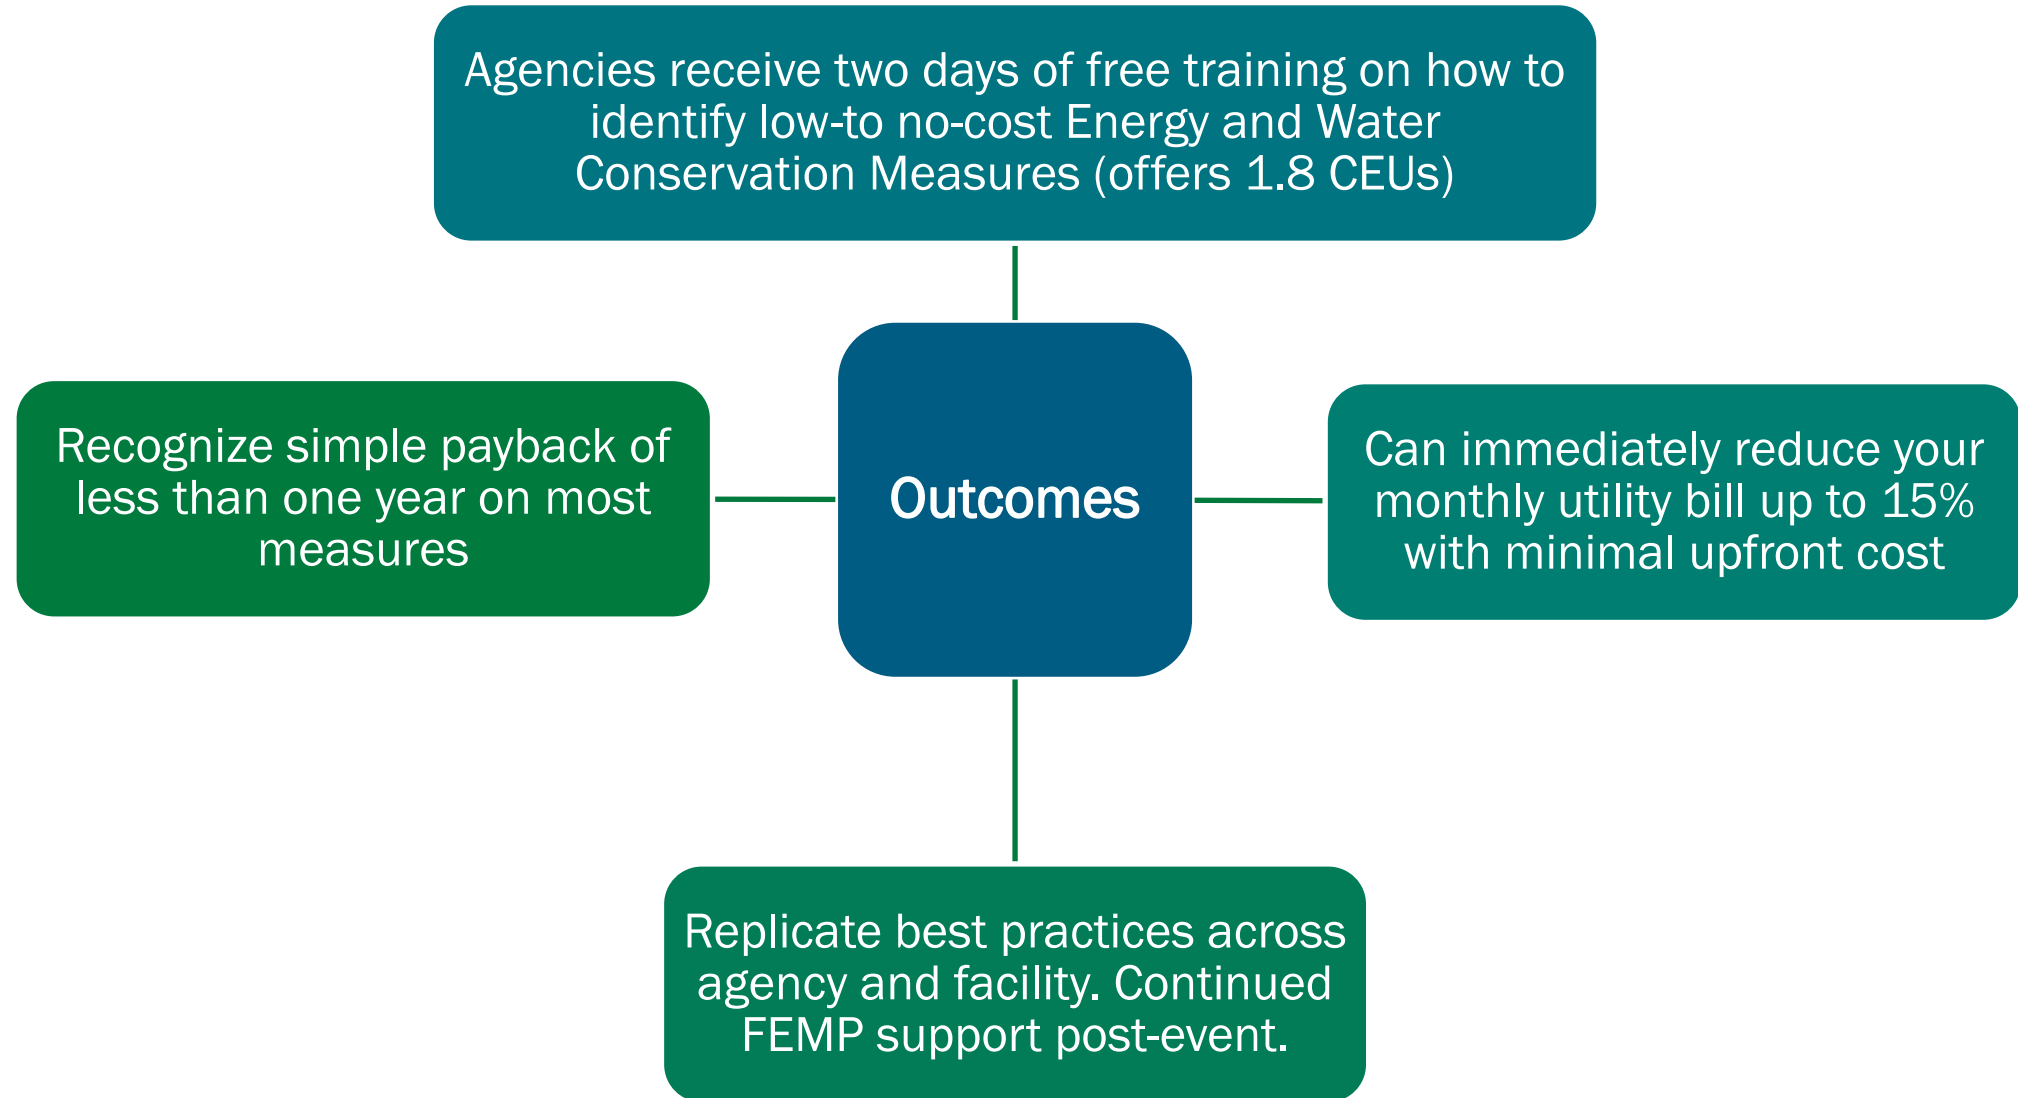 Agencies receive two days of free training on how to
identify low-to no-cost Energy and Water
Conservation Measures (offers 1.8 CEUs)
Recognize simple payback of
less than one year on most
measures
Outcomes
Can immediately reduce your
monthly utility bill up to 15%
with minimal upfront cost
Replicate best practices across
agency and facility. Continued
FEMP support post-event.